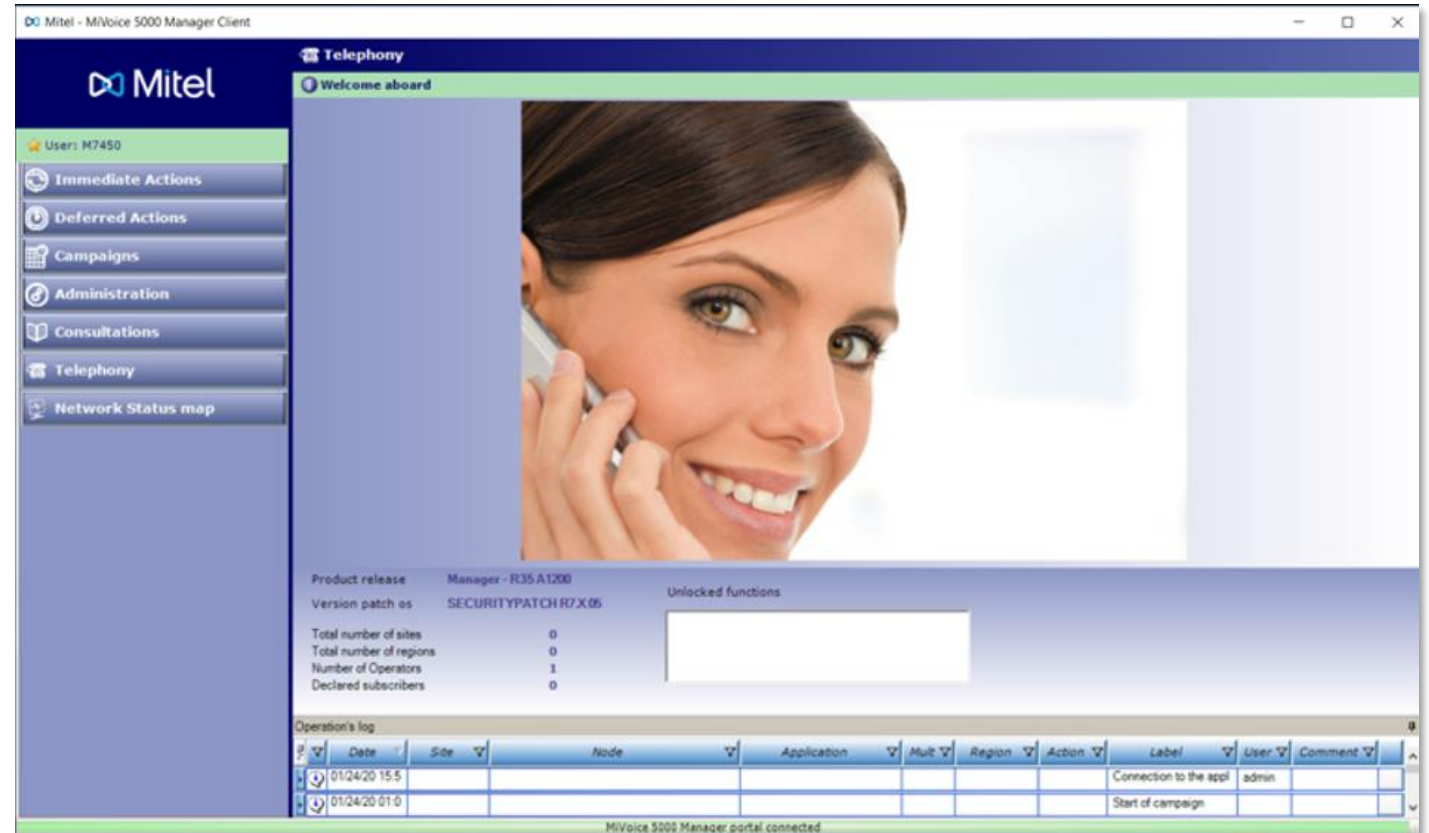 Mitel - MiVoice 5000 Manager Client
Mitel
Telephony
Welcome aboard
User: M7450
Immediate Actions
Deferred Actions
Campaigns
Administration
Consultations
Telephony
Network Status map
Product release Manager - R35 A1200
Version patch os SECURITYPATCH R7.X 05
Unlocked functions
Total number of sites 0
Total number of regions 0
Number of Operators 1
Declared subscribers 0
Operation's log
Date Site Node Application Mult Region Action Label User Comment
01/24/20 15:5 Connection to the appl admin
01/24/20 01:0 Start of campaign
MiVoice 5000 Manager portal connected